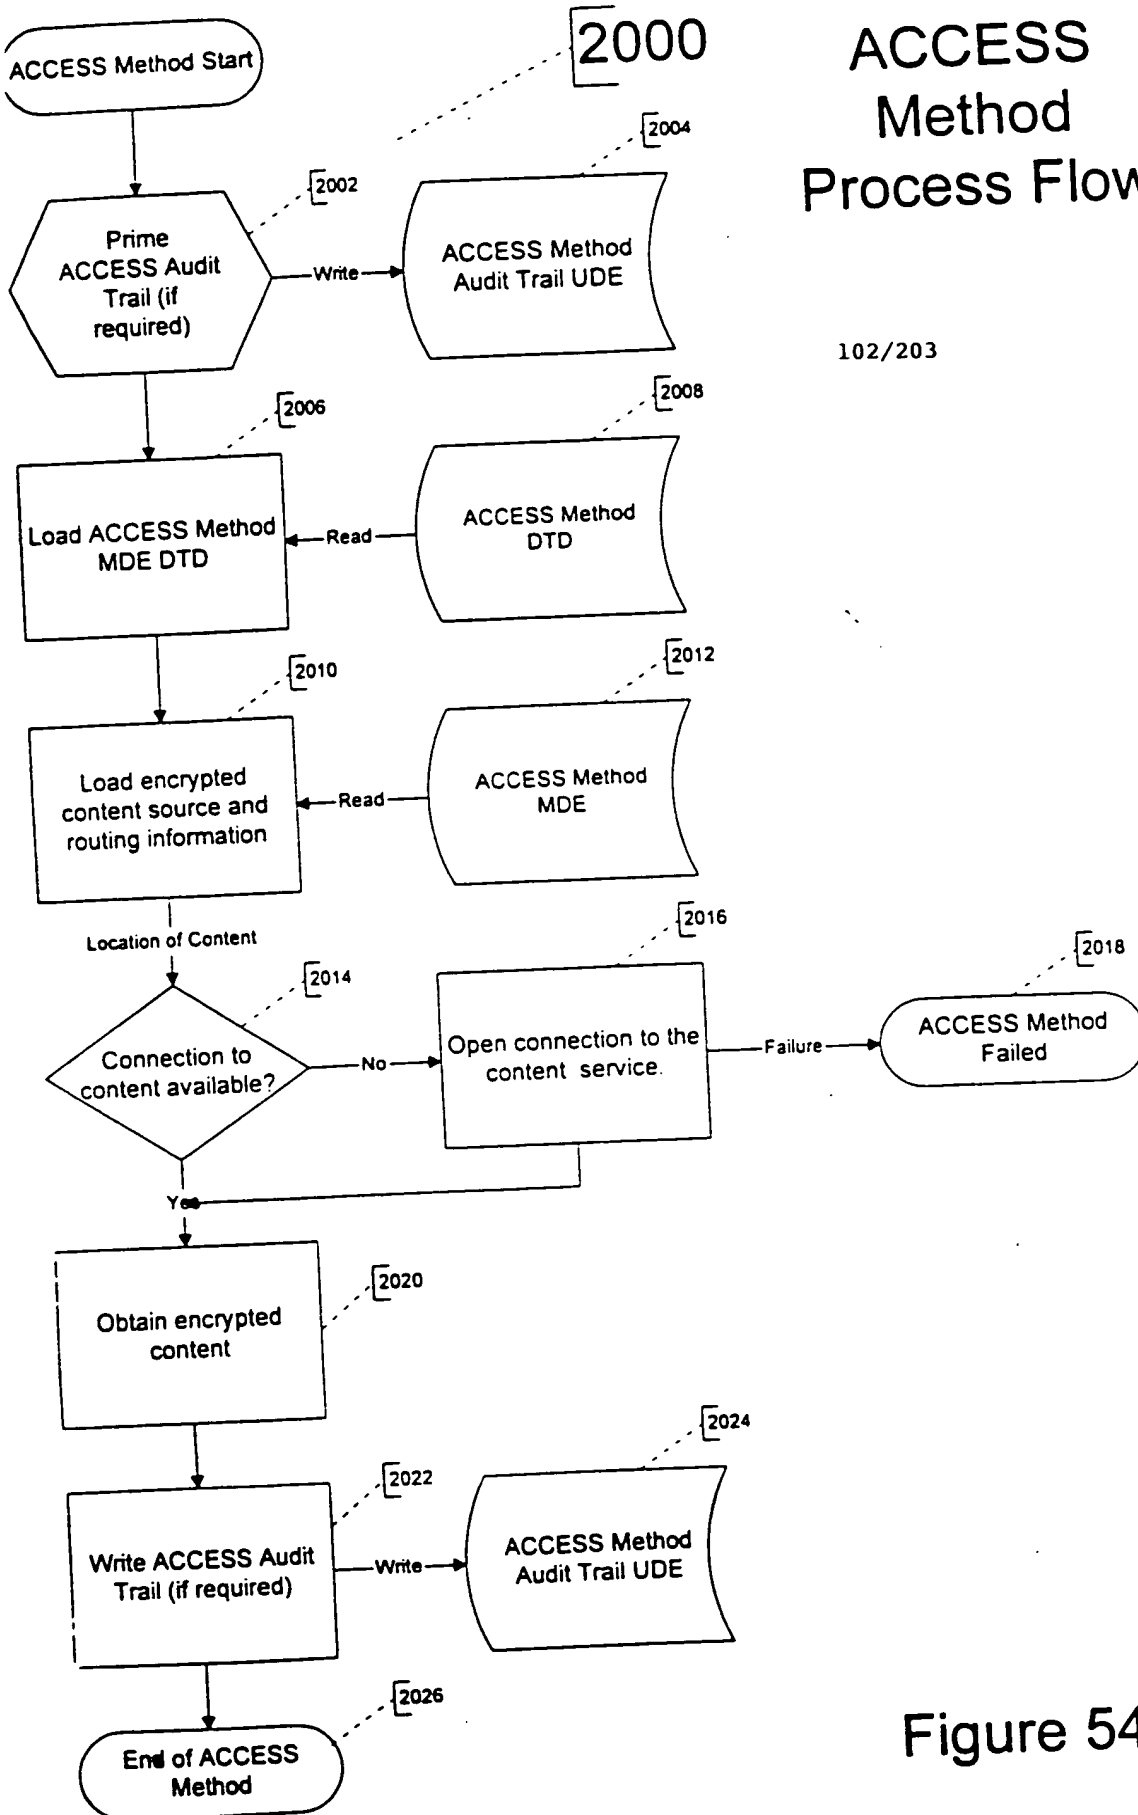 ACCESS Method Start
2000
ACCESS
Method
Process Flow
2002
2004
Prime
ACCESS Audit
Trail (if
required)
Write
ACCESS Method
Audit Trail UDE
102/203
2006
2008
Load ACCESS Method
MDE DTD
Read
ACCESS Method
DTD
2010
2012
Load encrypted
content source and
routing information
Read
ACCESS Method
MDE
Location of Content
2014
2016
2018
Connection to
content available?
No
Open connection to the
content service.
Failure
ACCESS Method
Failed
Yes
2020
Obtain encrypted
content
2022
2024
Write ACCESS Audit
Trail (if required)
Write
ACCESS Method
Audit Trail UDE
2026
End of ACCESS
Method
Figure 54